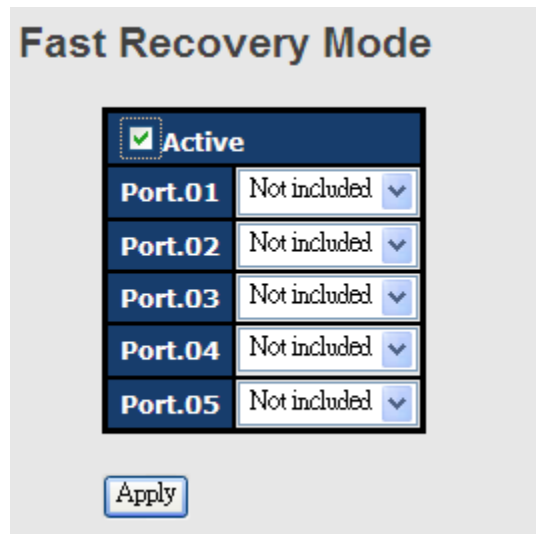 Fast Recovery Mode
Active
Port.01 Not included
Port.02 Not included
Port.03 Not included
Port.04 Not included
Port.05 Not included
Apply